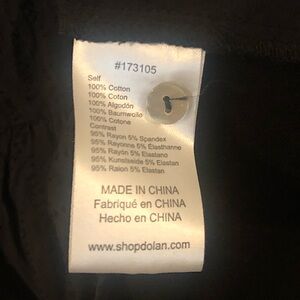 #173105
Self
100% Cotton
100% Coton
100% Algodón
100% Baumwolle
100% Cotone
Contrast
95% Rayon 5% Spandex
95% Rayonne 5% Élasthanne
95% Rayón 5% Elastano
95% Kunstseide 5% Elastan
95% Raion 5% Elastan
MADE IN CHINA
Fabriqué en CHINA
Hecho en CHINA
www.shopdolan.com